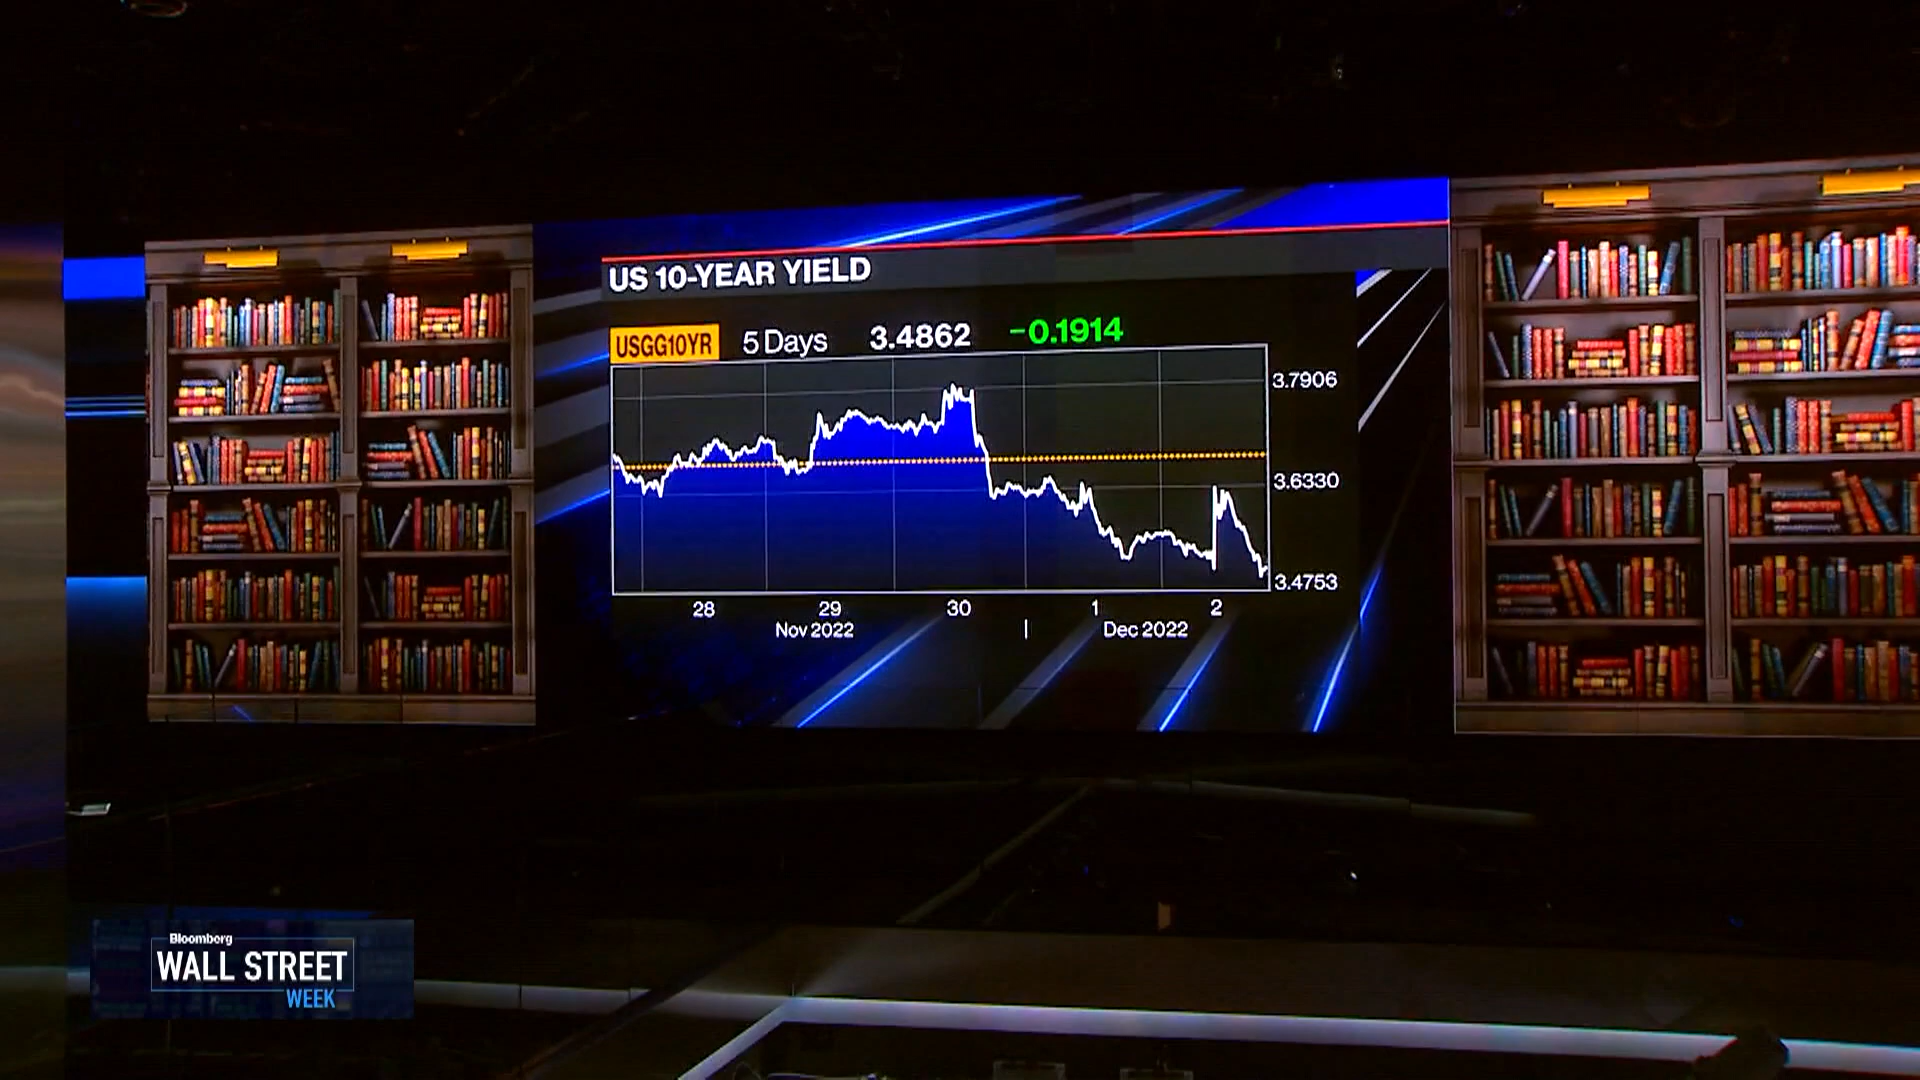 US 10-YEAR YIELD
USGG10YR 5 Days 3.4862 -0.1914
3.7906
3.6330
3.4753
28 29 30 1 2
Nov 2022 | Dec 2022
Bloomberg
WALL STREET
WEEK